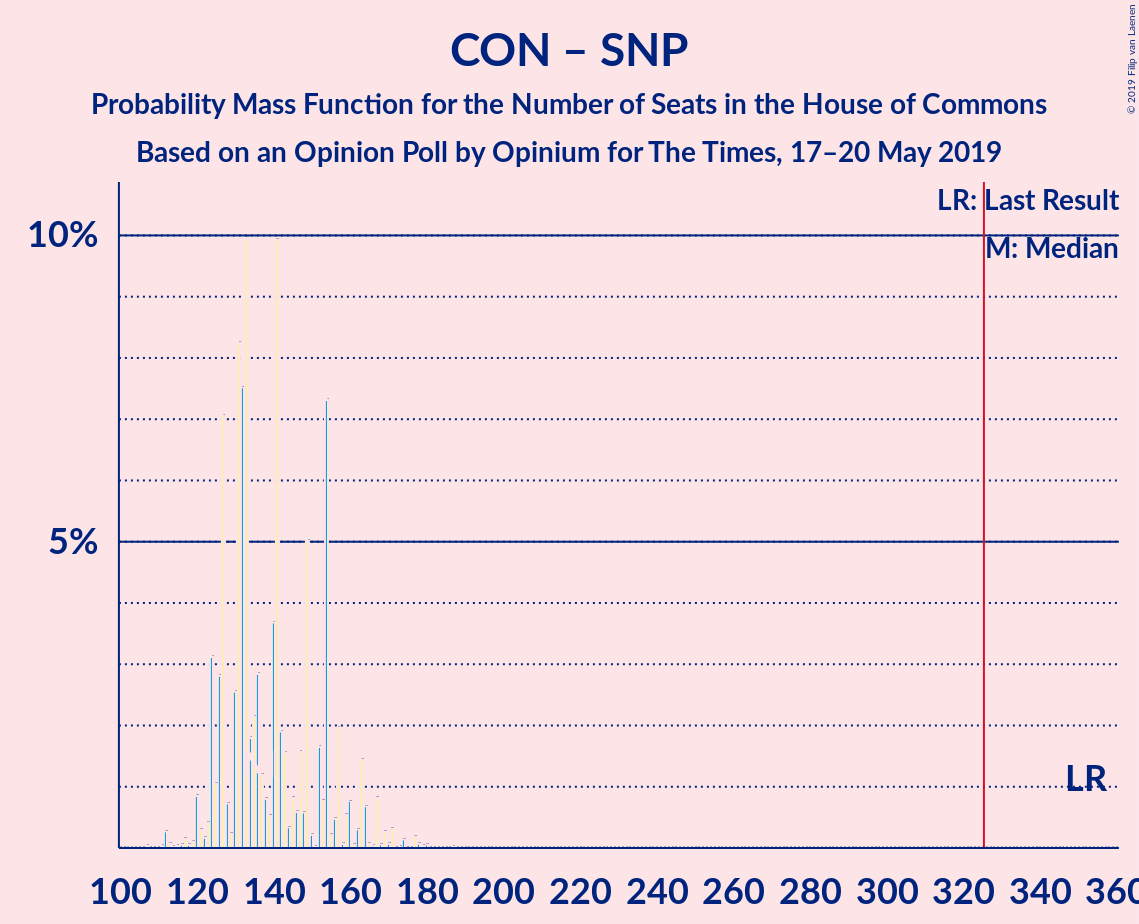 CON – SNP
Probability Mass Function for the Number of Seats in the House of Commons
Based on an Opinion Poll by Opinium for The Times, 17–20 May 2019
© 2019 Filip van Laenen
LR: Last Result
M: Median
10%
5%
LR
100 120 140 160 180 200 220 240 260 280 300 320 340 360